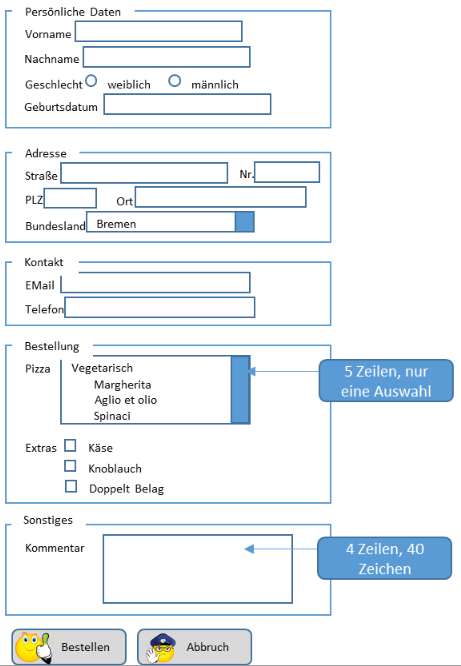 Persönliche Daten
Vorname
Nachname
Geschlecht weiblich männlich
Geburtsdatum
Adresse
Straße Nr.
PLZ Ort
Bundesland Bremen
Kontakt
EMail
Telefon
Bestellung
Pizza Vegetarisch
Margherita
Aglio et olio
Spinaci
5 Zeilen, nur
eine Auswahl
Extras Käse
Knoblauch
Doppelt Belag
Sonstiges
Kommentar
4 Zeilen, 40
Zeichen
Bestellen Abbruch